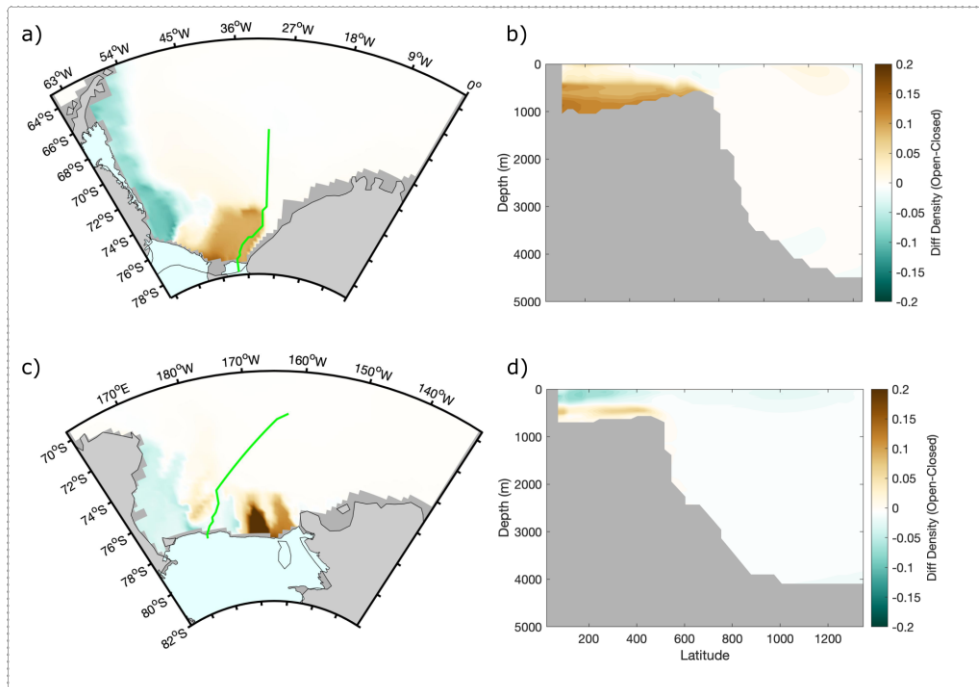 a)
63°W 54°W 45°W 36°W 27°W 18°W 9°W 0°
64°S
66°S
68°S
70°S
72°S
74°S
76°S
78°S
b)
Depth (m)
0
1000
2000
3000
4000
5000
0.2
0.15
0.1
0.05
0
-0.05
-0.1
-0.15
-0.2
Diff Density (Open-Closed)
c)
170°E 180°W 170°W 160°W 150°W 140°W
70°S
72°S
74°S
76°S
78°S
80°S
82°S
d)
Depth (m)
0
1000
2000
3000
4000
5000
200 400 600 800 1000 1200
Latitude
0.2
0.15
0.1
0.05
0
-0.05
-0.1
-0.15
-0.2
Diff Density (Open-Closed)